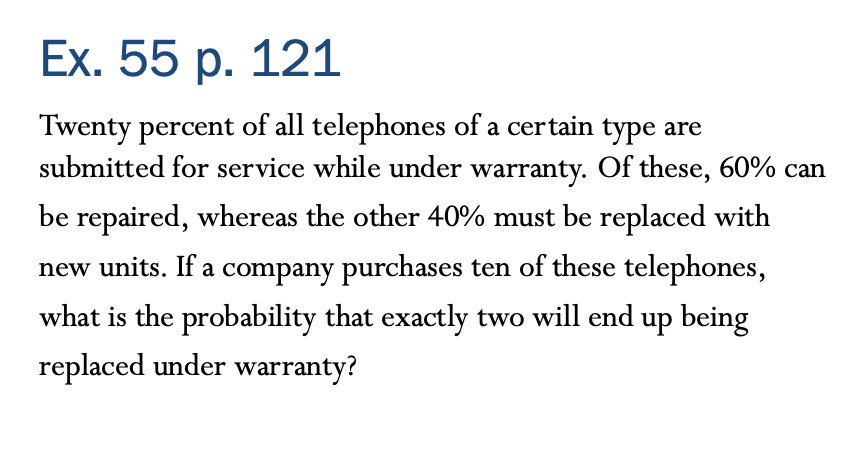 Ex. 55 p. 121
Twenty percent of all telephones of a certain type are
submitted for service while under warranty. Of these, 60% can
be repaired, whereas the other 40% must be replaced with
new units. If a company purchases ten of these telephones,
what is the probability that exactly two will end up being
replaced under warranty?